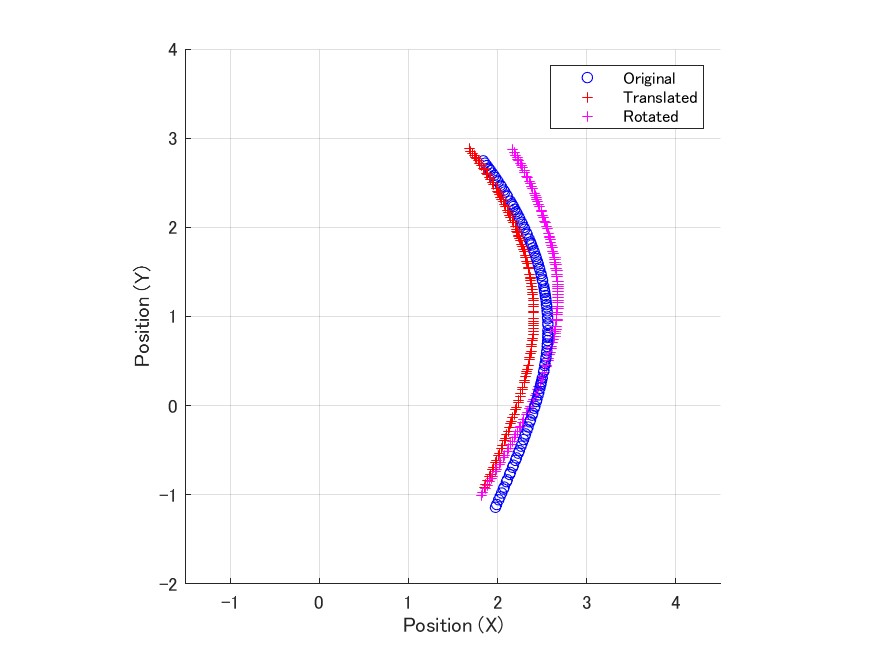 4
3
2
1
0
-1
-2
-1
0
1
2
3
4
Position (X)
Position (Y)
Original
Translated
Rotated